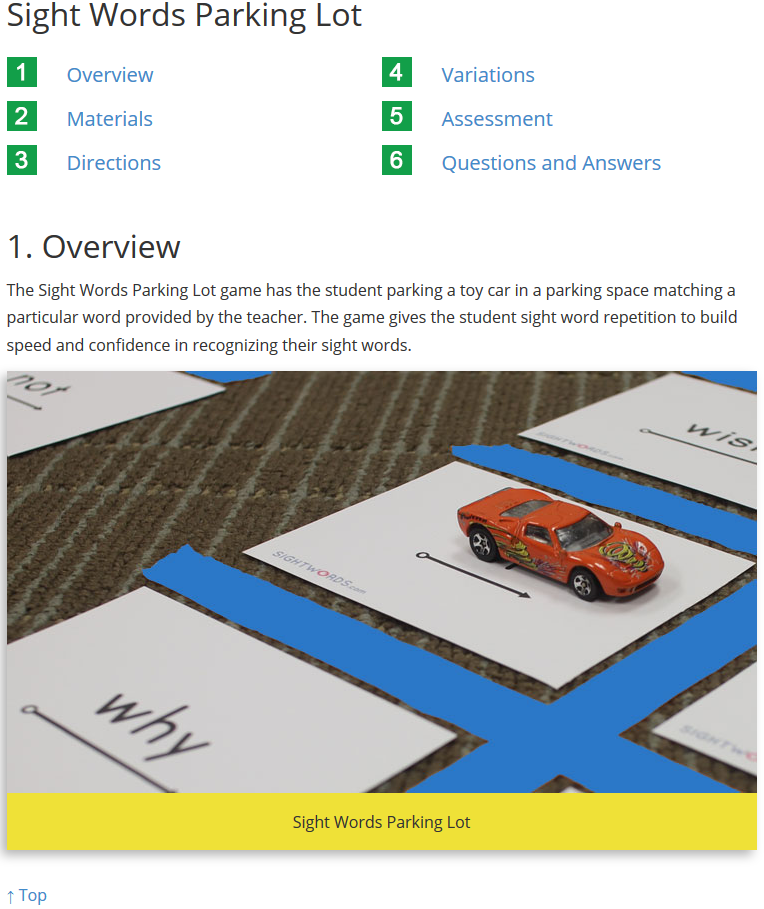 Sight Words Parking Lot
1 Overview
2 Materials
3 Directions
4 Variations
5 Assessment
6 Questions and Answers
1. Overview
The Sight Words Parking Lot game has the student parking a toy car in a parking space matching a
particular word provided by the teacher. The game gives the student sight word repetition to build
speed and confidence in recognizing their sight words.
not
wis
SIGHTWORDS.com
SIGHTWORDS.com
why
SIGHTWO
Sight Words Parking Lot
↑ Top